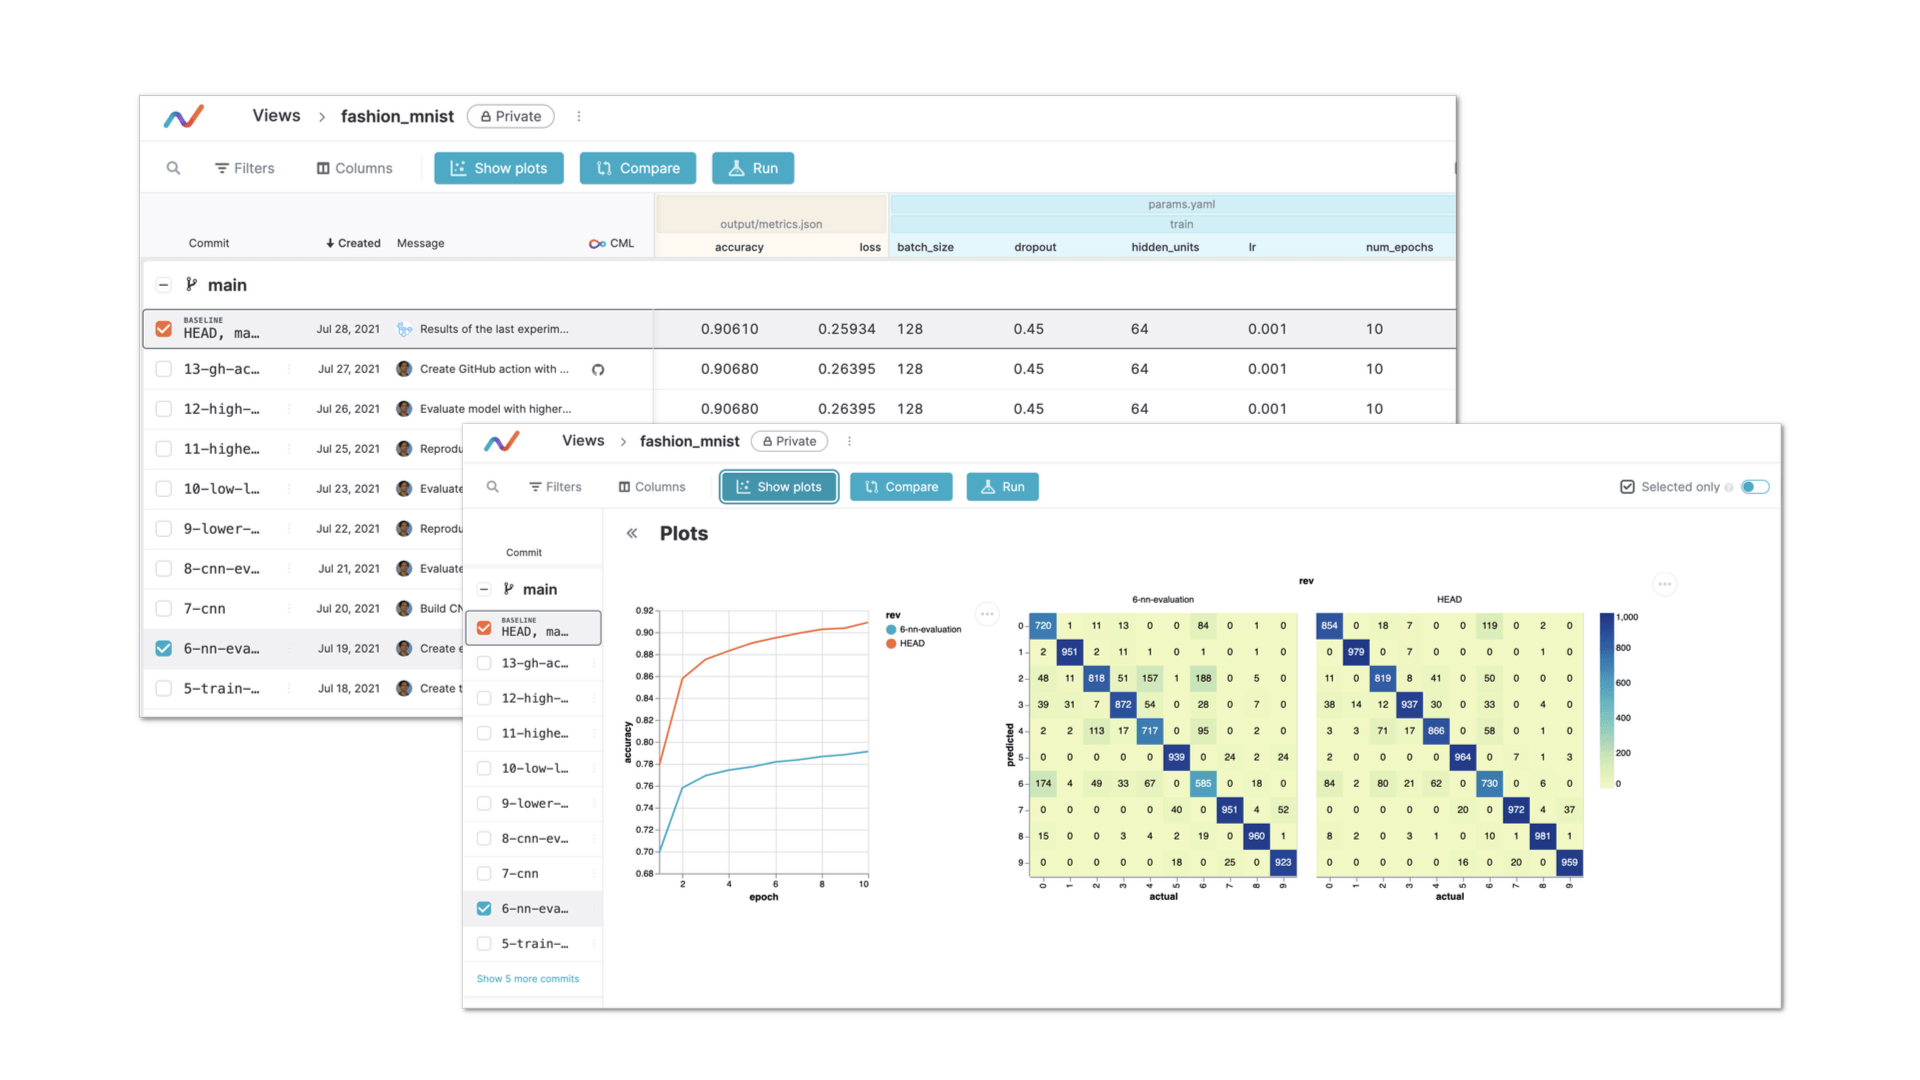 Views > fashion_mnist Private
Filters Columns Show plots Compare Run
params.yaml
output/metrics.json train
Commit Created Message CML accuracy loss batch_size dropout hidden_units lr num_epochs
main
BASELINE
HEAD, ma… Jul 28, 2021 Results of the last experim... 0.90610 0.25934 128 0.45 64 0.001 10
13-gh-ac… Jul 27, 2021 Create GitHub action with ... 0.90680 0.26395 128 0.45 64 0.001 10
12-high-… Jul 26, 2021 Evaluate model with higher... 0.90680 0.26395 128 0.45 64 0.001 10
11-highe… Jul 25, 2021 Reprodu
10-low-l… Jul 23, 2021 Evaluate
9-lower-… Jul 22, 2021 Reprodu
8-cnn-ev… Jul 21, 2021 Evaluate
7-cnn Jul 20, 2021 Build CN
6-nn-eva… Jul 19, 2021 Create e
5-train-… Jul 18, 2021 Create t
Views > fashion_mnist Private
Filters Columns Show plots Compare Run Selected only
« Plots
Commit
main
BASELINE
HEAD, ma…
13-gh-ac…
12-high-…
11-highe…
10-low-l…
9-lower-…
8-cnn-ev…
7-cnn
6-nn-eva…
5-train-…
Show 5 more commits
accuracy
0.92
0.90
0.88
0.86
0.84
0.82
0.80
0.78
0.76
0.74
0.72
0.70
0.68
2 4 6 8 10
epoch
rev
6-nn-evaluation
HEAD
rev
6-nn-evaluation HEAD
predicted
0 720 1 11 13 0 0 84 0 1 0 854 0 18 7 0 0 119 0 2 0
1 2 951 2 11 1 0 1 0 1 0 0 979 0 7 0 0 0 0 1 0
2 48 11 818 51 157 1 188 0 5 0 11 0 819 8 41 0 50 0 0 0
3 39 31 7 872 54 0 28 0 7 0 38 14 12 937 30 0 33 0 4 0
4 2 2 113 17 717 0 95 0 2 0 3 3 71 17 866 0 58 0 1 0
5 0 0 0 0 0 939 0 24 2 24 2 0 0 0 0 964 0 7 1 3
6 174 4 49 33 67 0 585 0 18 0 84 2 80 21 62 0 730 0 6 0
7 0 0 0 0 0 40 0 951 4 52 0 0 0 0 0 20 0 972 4 37
8 15 0 0 3 4 2 19 0 960 1 8 2 0 3 1 0 10 1 981 1
9 0 0 0 0 0 18 0 25 0 923 0 0 0 0 0 16 0 20 0 959
0 1 2 3 4 5 6 7 8 9 0 1 2 3 4 5 6 7 8 9
actual actual
1,000
800
600
400
200
0